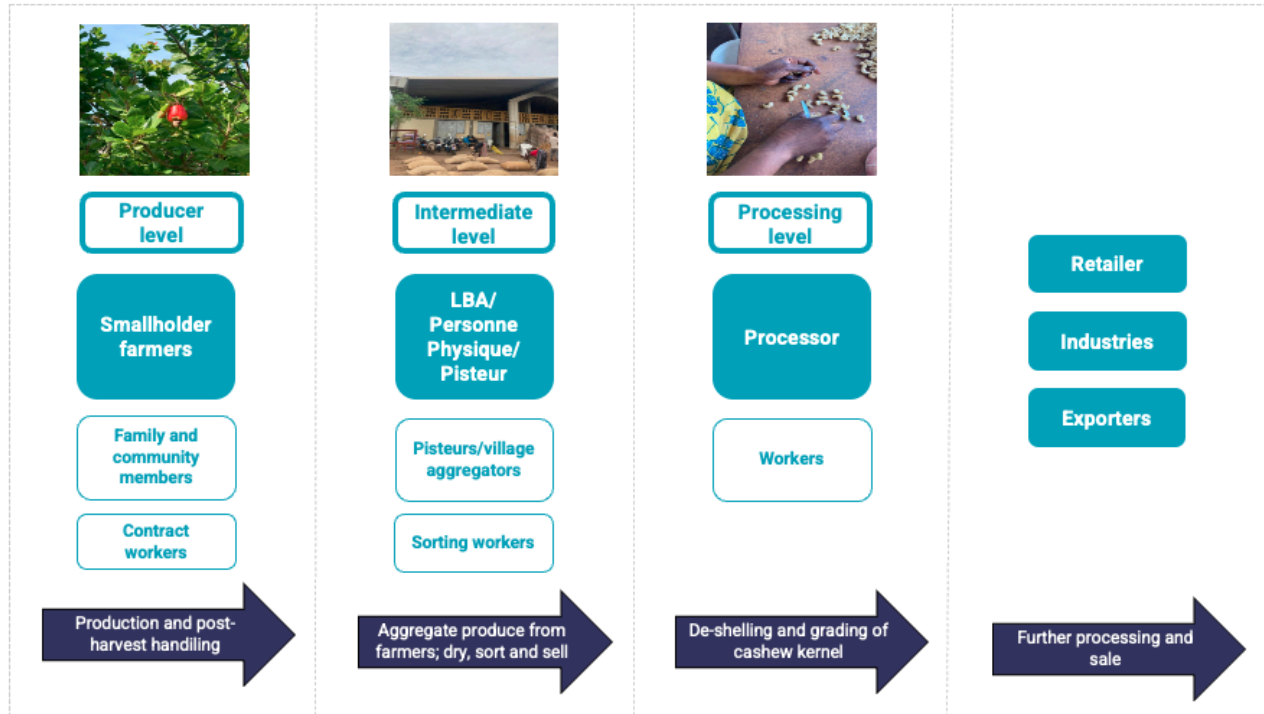 Producer
level
Smallholder
farmers
Family and
community
members
Contract
workers
Production and post-
harvest handiling
Intermediate
level
LBA/
Personne
Physique/
Pisteur
Pisteurs/village
aggregators
Sorting workers
Aggregate produce from
farmers; dry, sort and sell
Processing
level
Processor
Workers
De-shelling and grading of
cashew kernel
Retailer
Industries
Exporters
Further processing and
sale